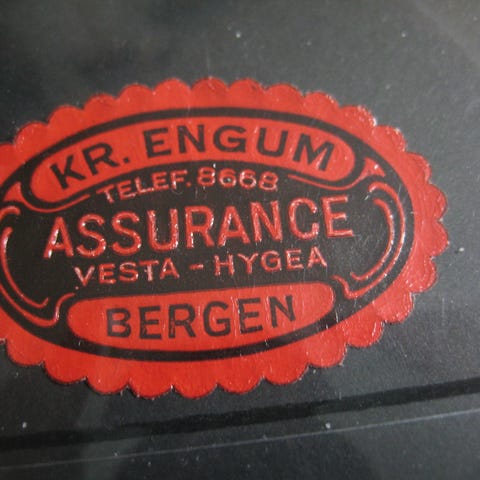 KR. ENGUM
TELEF. 8668
ASSURANCE
VESTA - HYGEA
BERGEN